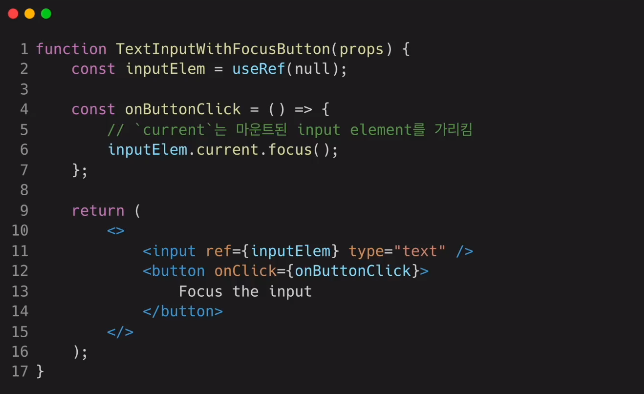 1 function TextInputWithFocusButton(props) {
2     const inputElem = useRef(null);
3
4     const onButtonClick = () => {
5         // `current`는 마운트된 input element를 가리킴
6         inputElem.current.focus();
7     };
8
9     return (
10         <>
11             <input ref={inputElem} type="text" />
12             <button onClick={onButtonClick}>
13                 Focus the input
14             </button>
15         </>
16     );
17 }